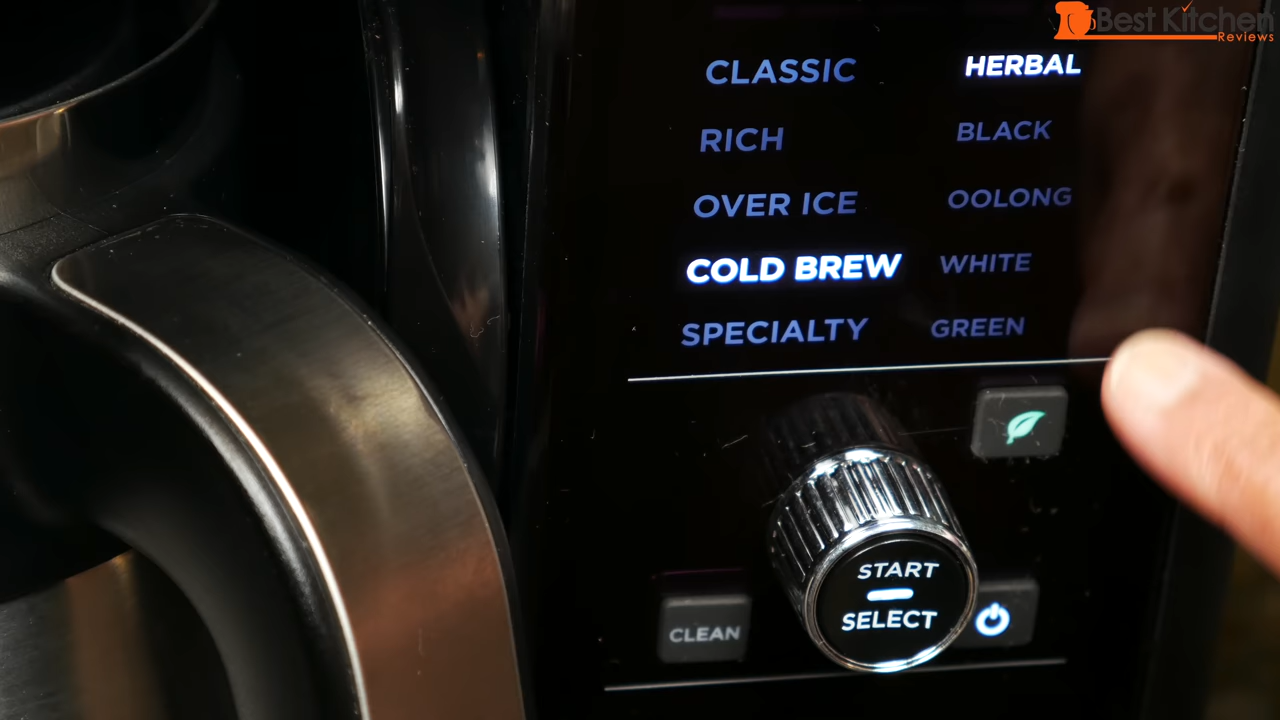 Best Kitchen
Reviews
CLASSIC
HERBAL
RICH
BLACK
OVER ICE
OOLONG
COLD BREW
WHITE
SPECIALTY
GREEN
START
SELECT
CLEAN